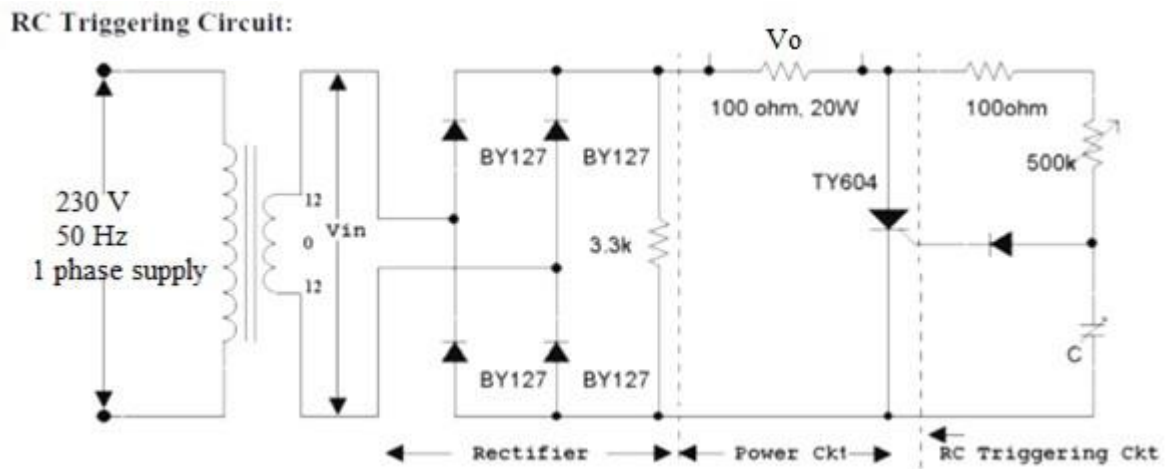 RC Triggering Circuit:
Vo
100 ohm, 20W
100ohm
BY127
BY127
500k
TY604
230 V
50 Hz
1 phase supply
12
0
12
Vin
3.3k
C
BY127
BY127
Rectifier
Power Ckt
RC Triggering Ckt